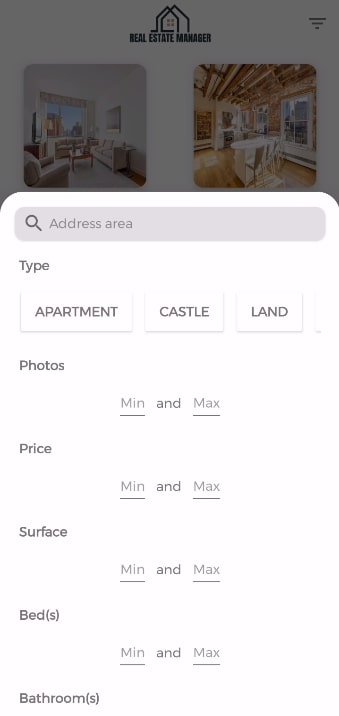 REAL ESTATE MANAGER
Address area
Type
APARTMENT CASTLE LAND
Photos
Min and Max
Price
Min and Max
Surface
Min and Max
Bed(s)
Min and Max
Bathroom(s)